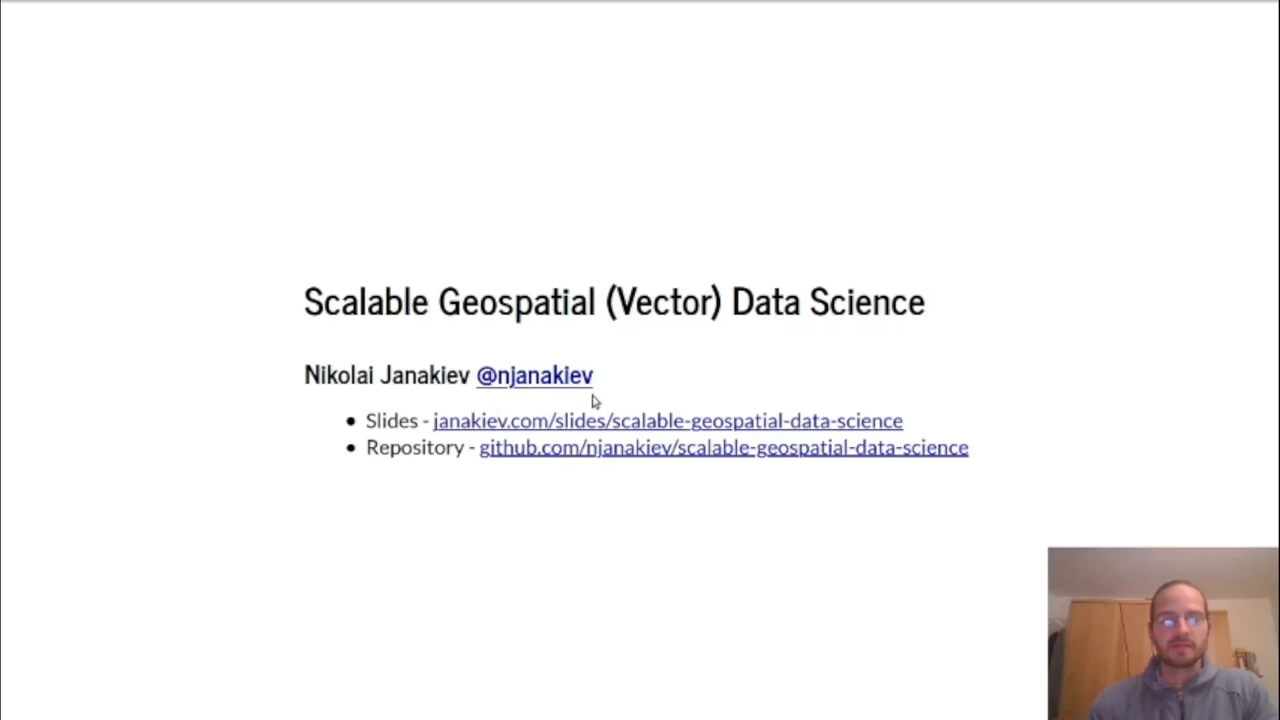 Scalable Geospatial (Vector) Data Science
Nikolai Janakiev @njanakiev
Slides - janakiev.com/slides/scalable-geospatial-data-science
Repository - github.com/njanakiev/scalable-geospatial-data-science